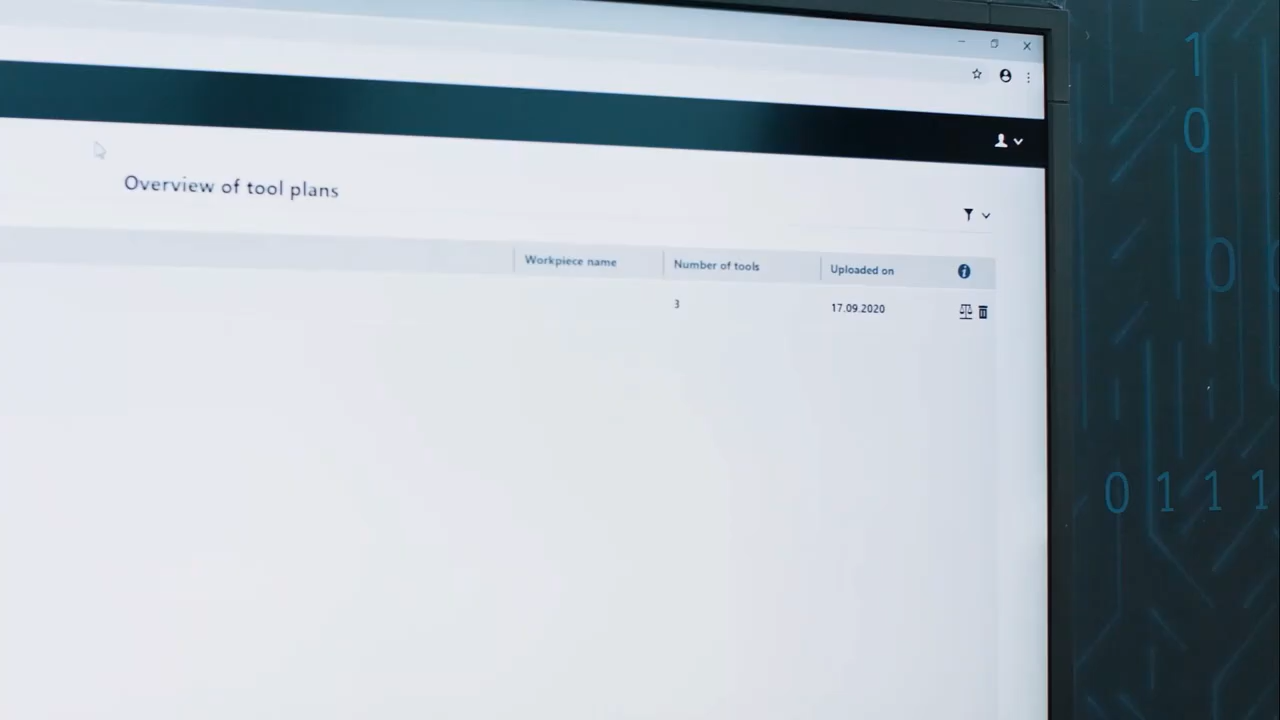 1
0
Overview of tool plans
Workpiece name
Number of tools
Uploaded on
3
17.09.2020
0
0 1 1 1